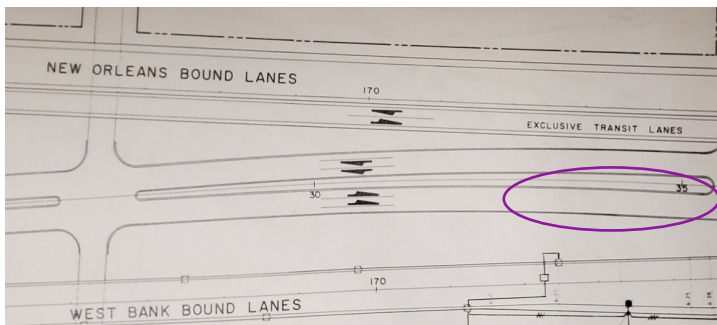 NEW ORLEANS BOUND LANES
170
EXCLUSIVE TRANSIT LANES
30
35
170
WEST BANK BOUND LANES